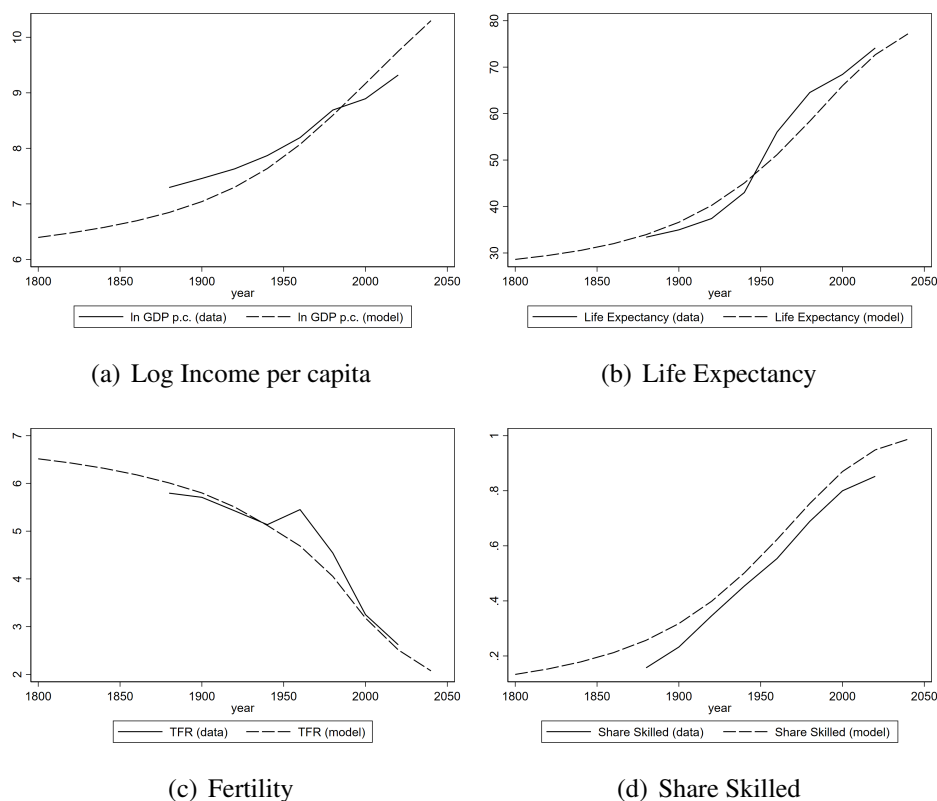 10
9
8
7
6
1800 1850 1900 1950 2000 2050
year
ln GDP p.c. (data) ln GDP p.c. (model)
(a) Log Income per capita
80
70
60
50
40
30
1800 1850 1900 1950 2000 2050
year
Life Expectancy (data) Life Expectancy (model)
(b) Life Expectancy
7
6
5
4
3
2
1800 1850 1900 1950 2000 2050
year
TFR (data) TFR (model)
(c) Fertility
1
.8
.6
.4
.2
1800 1850 1900 1950 2000 2050
year
Share Skilled (data) Share Skilled (model)
(d) Share Skilled